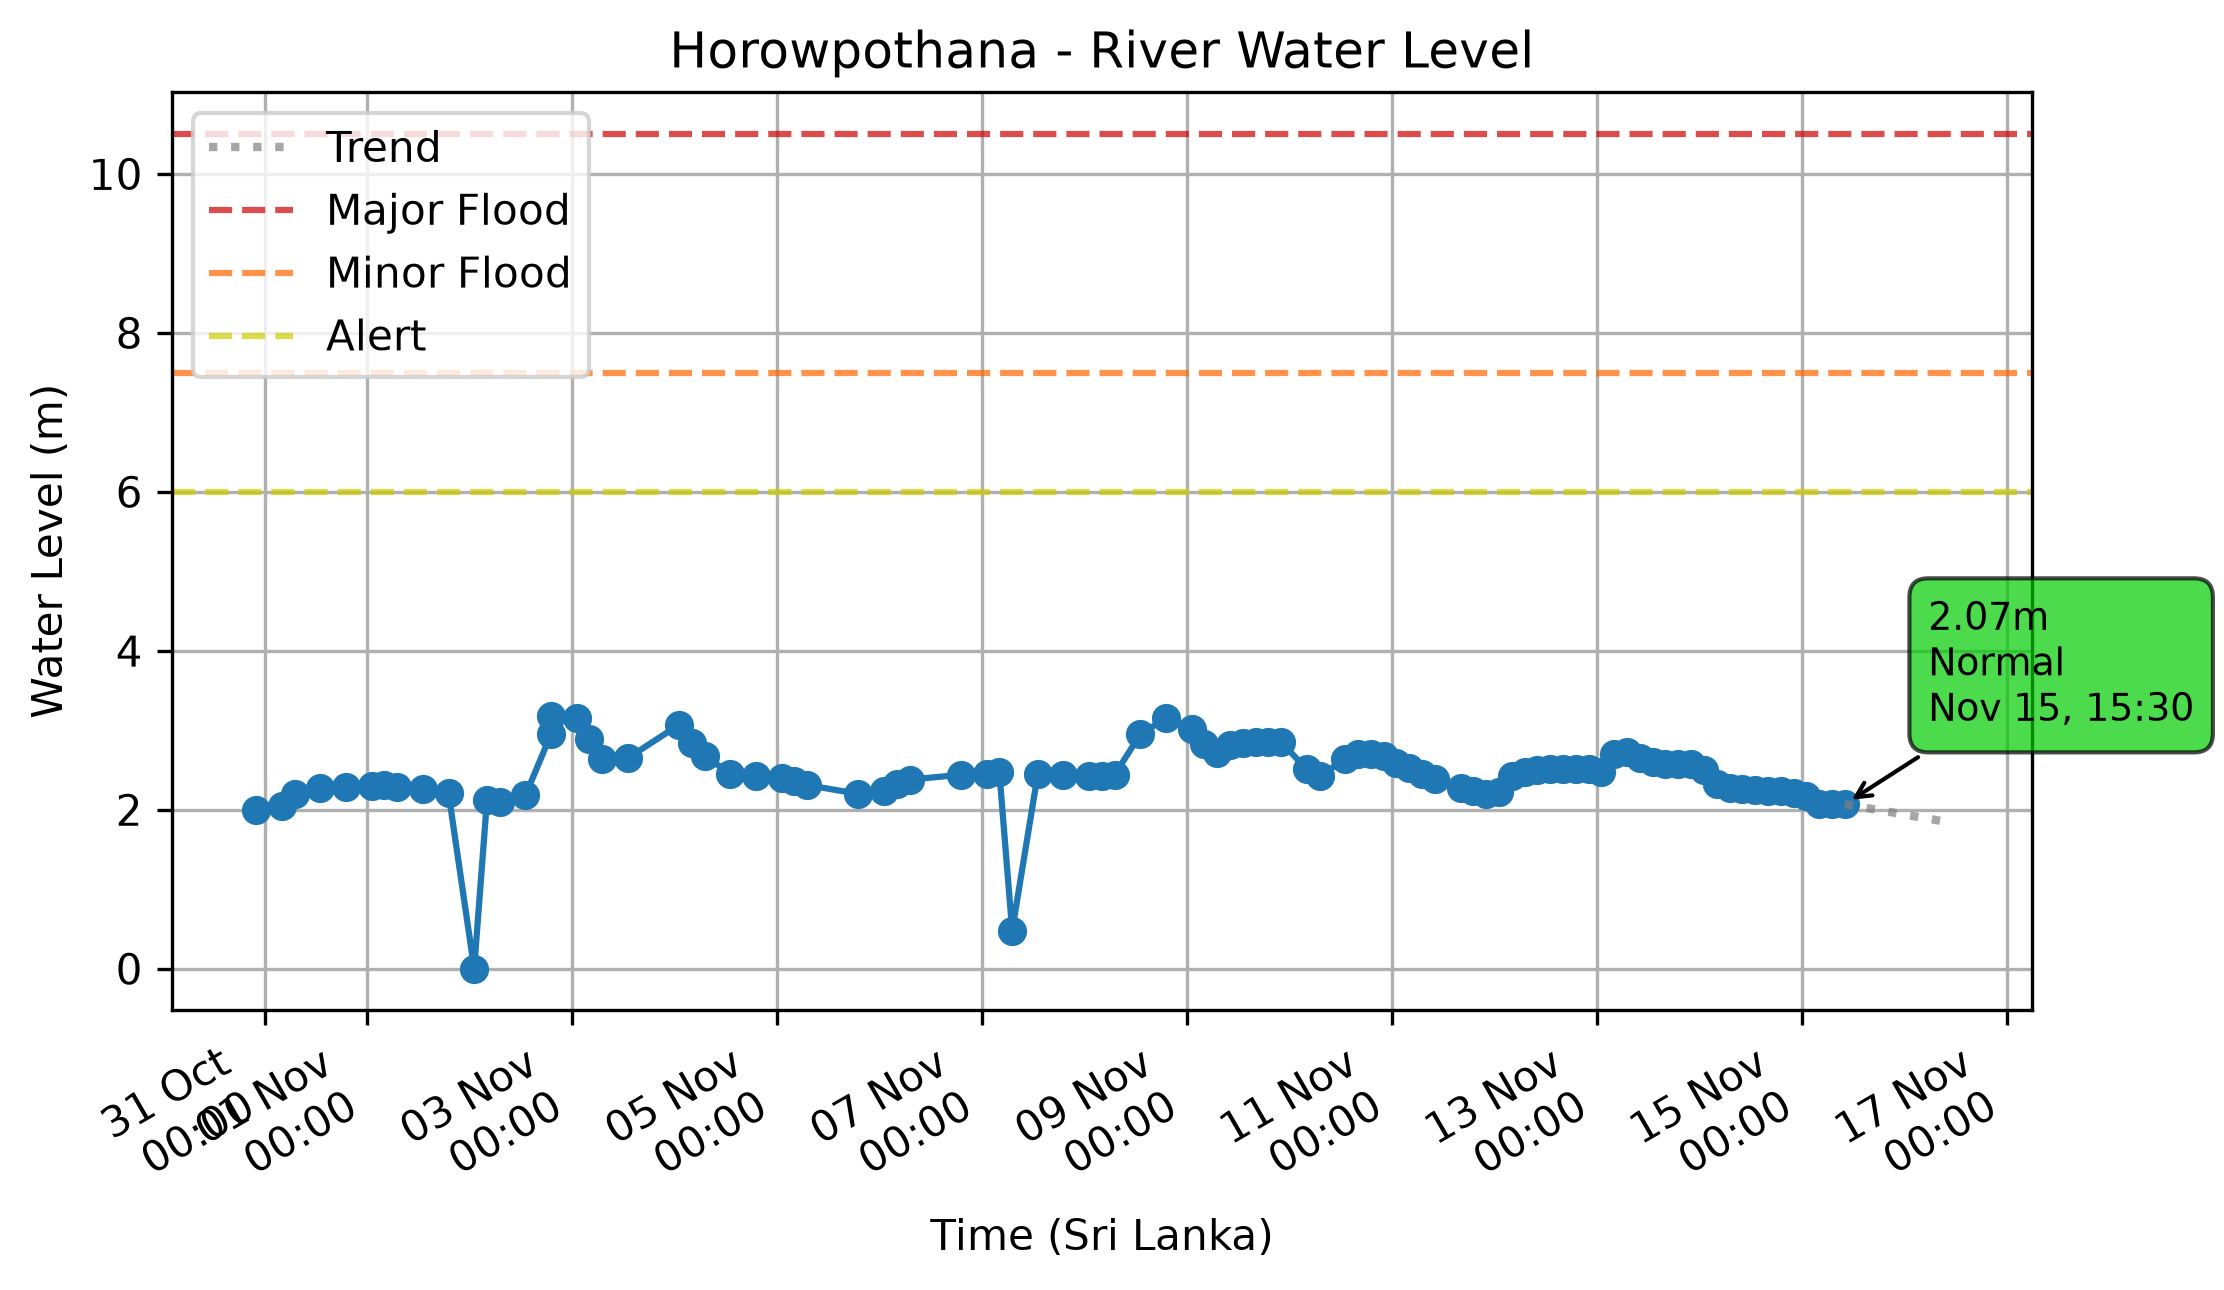 Horowpothana - River Water Level
Trend
Major Flood
Minor Flood
Alert
10
8
6
4
2
0
Water Level (m)
2.07m
Normal
Nov 15, 15:30
31 Oct
00:00
01 Nov
00:00
03 Nov
00:00
05 Nov
00:00
07 Nov
00:00
09 Nov
00:00
11 Nov
00:00
13 Nov
00:00
15 Nov
00:00
17 Nov
00:00
Time (Sri Lanka)